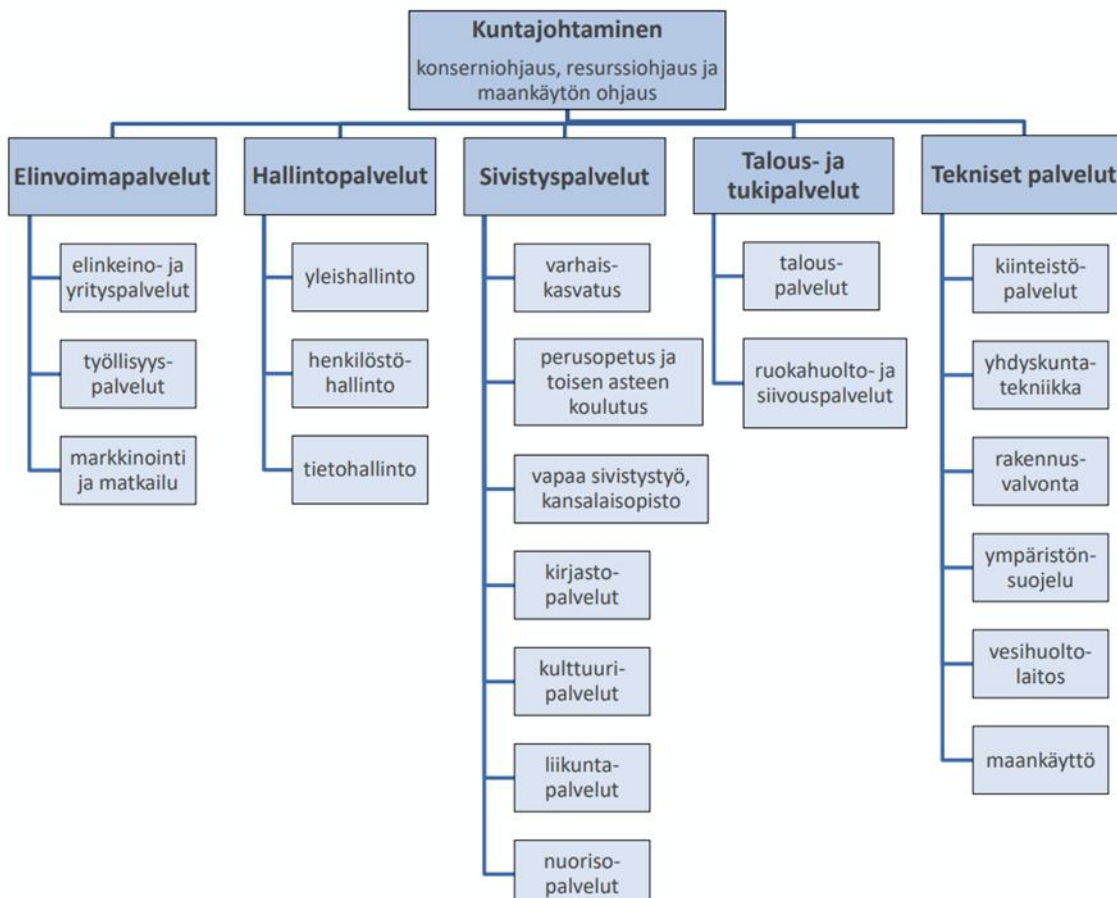 Kuntajohtaminen
konserniohjaus, resurssiohjaus ja
maankäytön ohjaus
Elinvoimapalvelut
elinkeino- ja
yrityspalvelut
työllisyys-
palvelut
markkinointi
ja matkailu
Hallintopalvelut
yleishallinto
henkilöstö-
hallinto
tietohallinto
Sivistyspalvelut
varhais-
kasvatus
perusopetus ja
toisen asteen
koulutus
vapaa sivistystyö,
kansalaisopisto
kirjasto-
palvelut
kulttuuri-
palvelut
liikunta-
palvelut
nuoriso-
palvelut
Talous- ja
tukipalvelut
talous-
palvelut
ruokahuolto- ja
siivouspalvelut
Tekniset palvelut
kiinteistö-
palvelut
yhdyskunta-
tekniikka
rakennus-
valvonta
ympäristön-
suojelu
vesihuolto-
laitos
maankäyttö